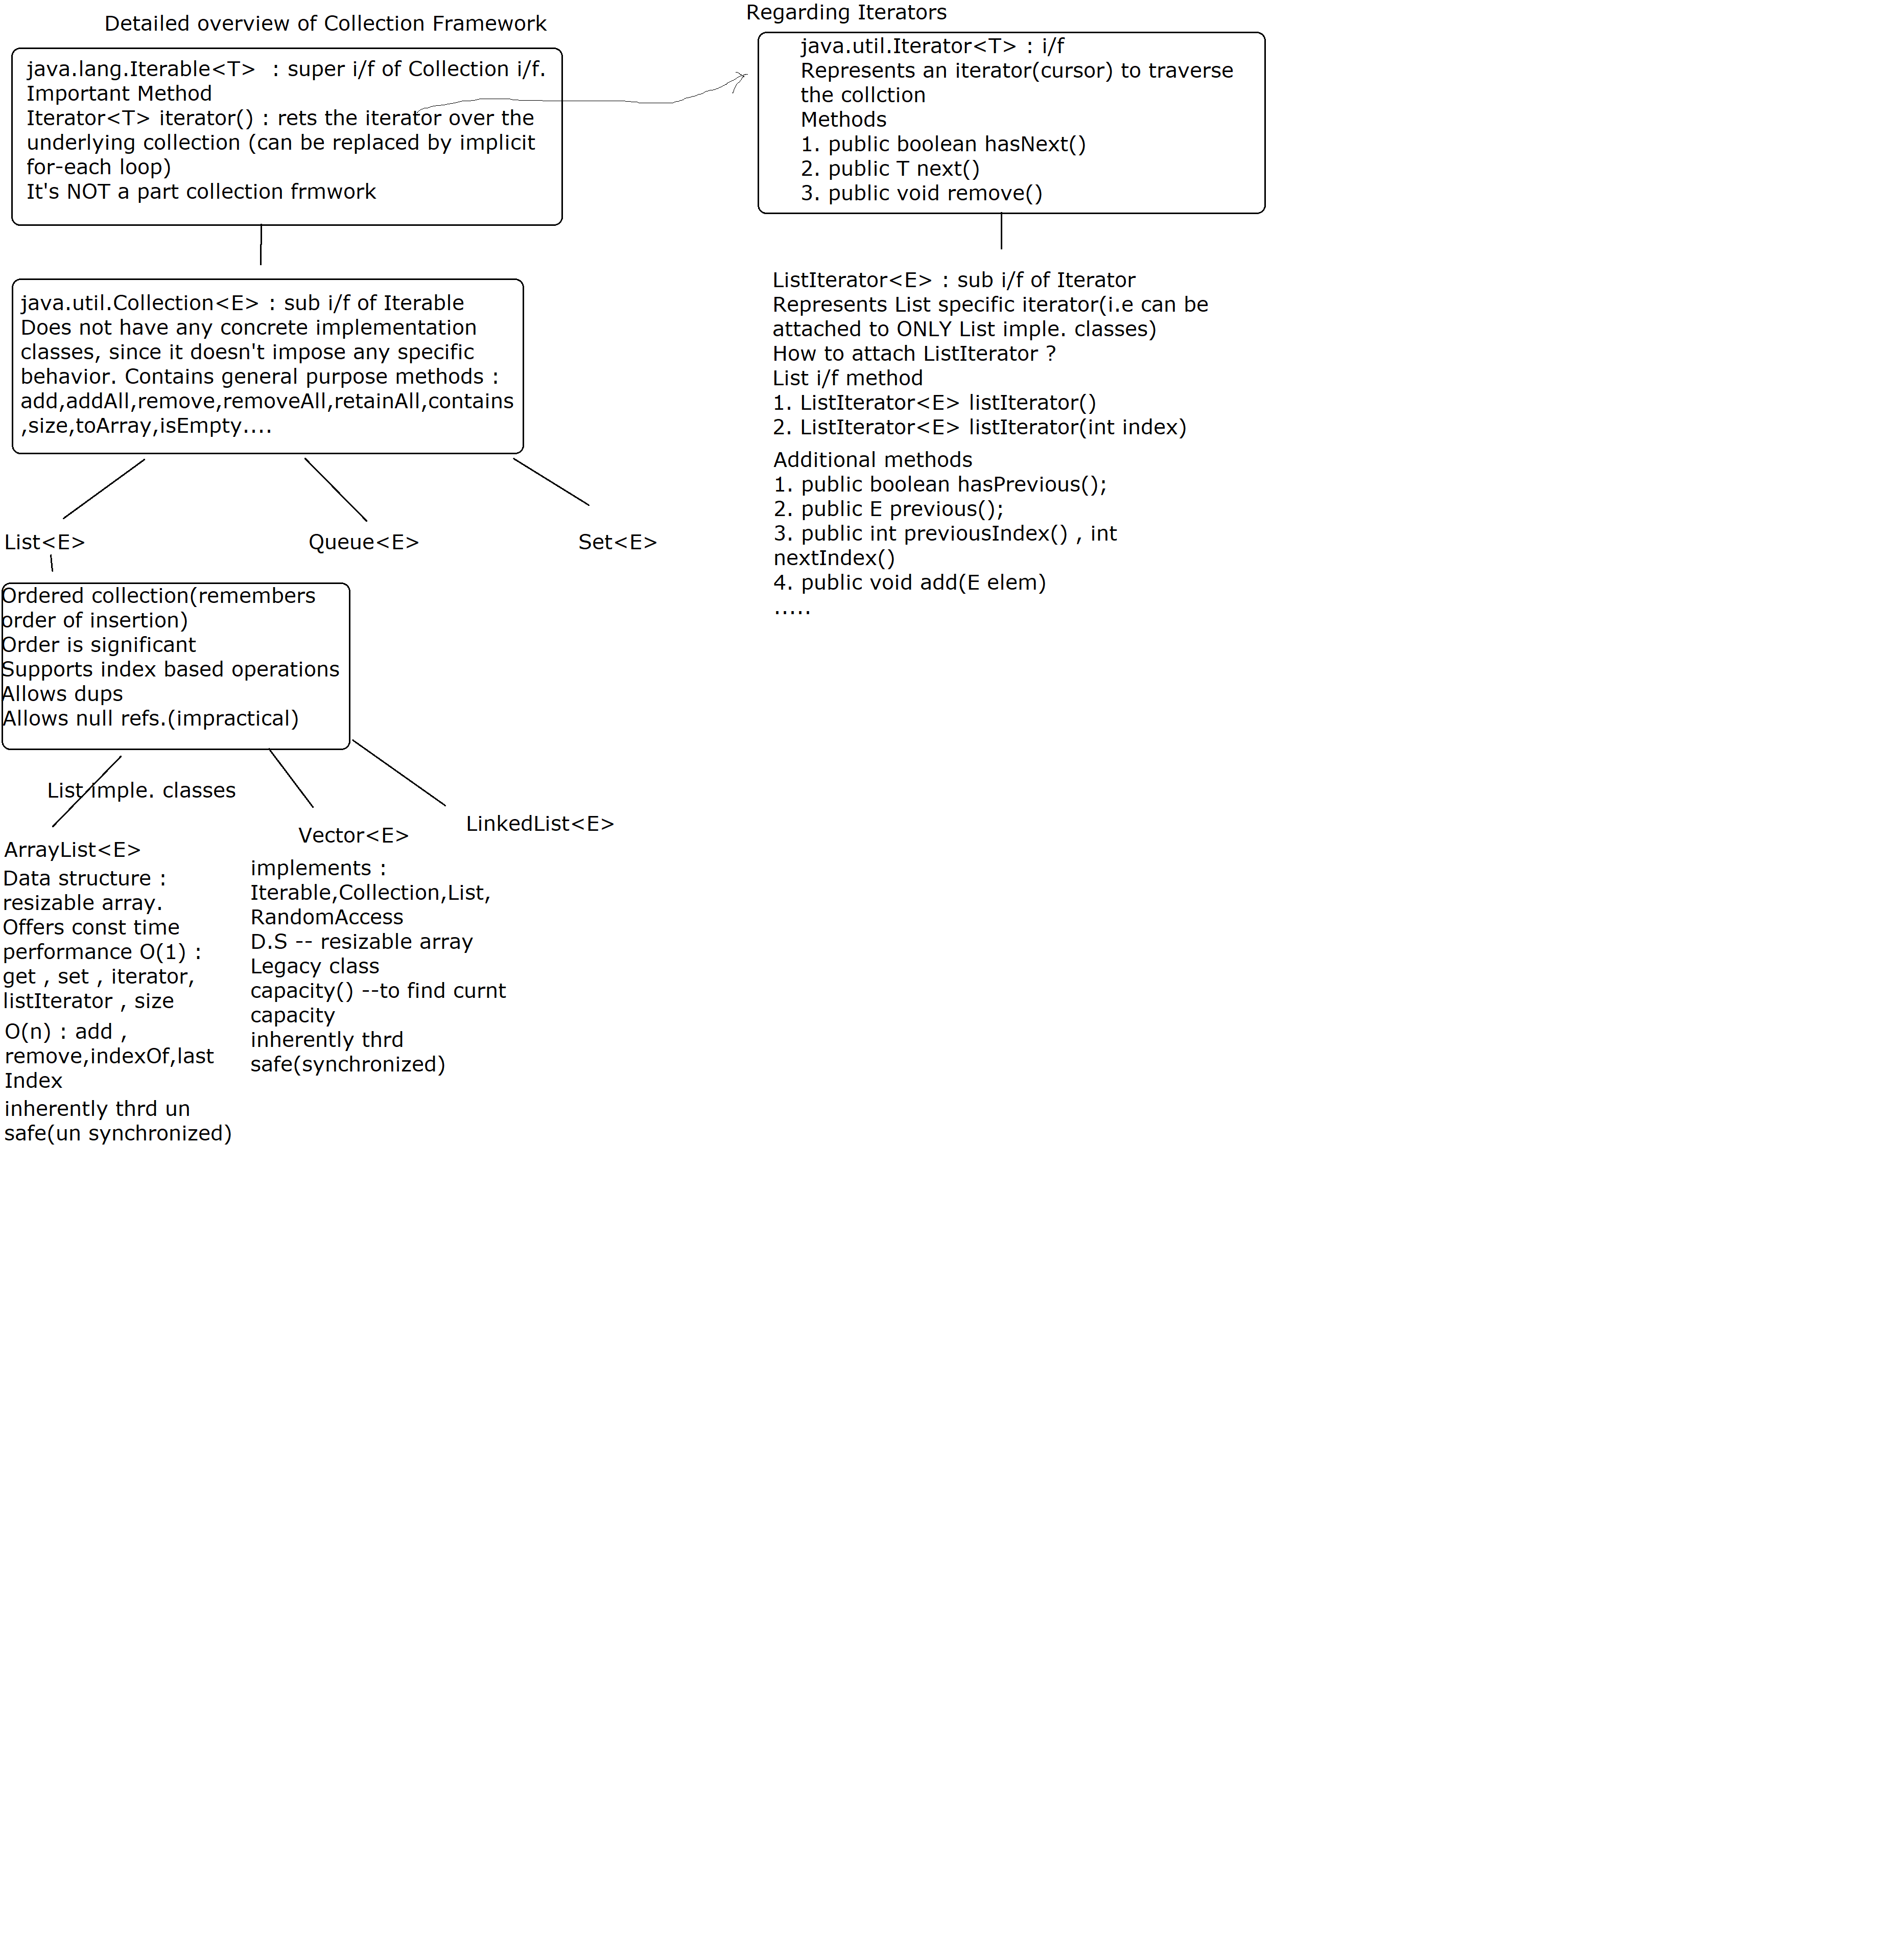 Detailed overview of Collection Framework
java.lang.Iterable<T>  : super i/f of Collection i/f.
Important Method
Iterator<T> iterator() : rets the iterator over the
underlying collection (can be replaced by implicit
for-each loop)
It's NOT a part collection frmwork
java.util.Collection<E> : sub i/f of Iterable
Does not have any concrete implementation
classes, since it doesn't impose any specific
behavior. Contains general purpose methods :
add,addAll,remove,removeAll,retainAll,contains
,size,toArray,isEmpty....
List<E>
Queue<E>
Set<E>
Ordered collection(remembers
order of insertion)
Order is significant
Supports index based operations
Allows dups
Allows null refs.(impractical)
List imple. classes
ArrayList<E>
Data structure :
resizable array.
Offers const time
performance O(1) :
get , set , iterator,
listIterator , size
O(n) : add ,
remove,indexOf,last
Index
inherently thrd un
safe(un synchronized)
Vector<E>
implements :
Iterable,Collection,List,
RandomAccess
D.S -- resizable array
Legacy class
capacity() --to find curnt
capacity
inherently thrd
safe(synchronized)
LinkedList<E>
Regarding Iterators
java.util.Iterator<T> : i/f
Represents an iterator(cursor) to traverse
the collction
Methods
1. public boolean hasNext()
2. public T next()
3. public void remove()
ListIterator<E> : sub i/f of Iterator
Represents List specific iterator(i.e can be
attached to ONLY List imple. classes)
How to attach ListIterator ?
List i/f method
1. ListIterator<E> listIterator()
2. ListIterator<E> listIterator(int index)
Additional methods
1. public boolean hasPrevious();
2. public E previous();
3. public int previousIndex() , int
nextIndex()
4. public void add(E elem)
.....